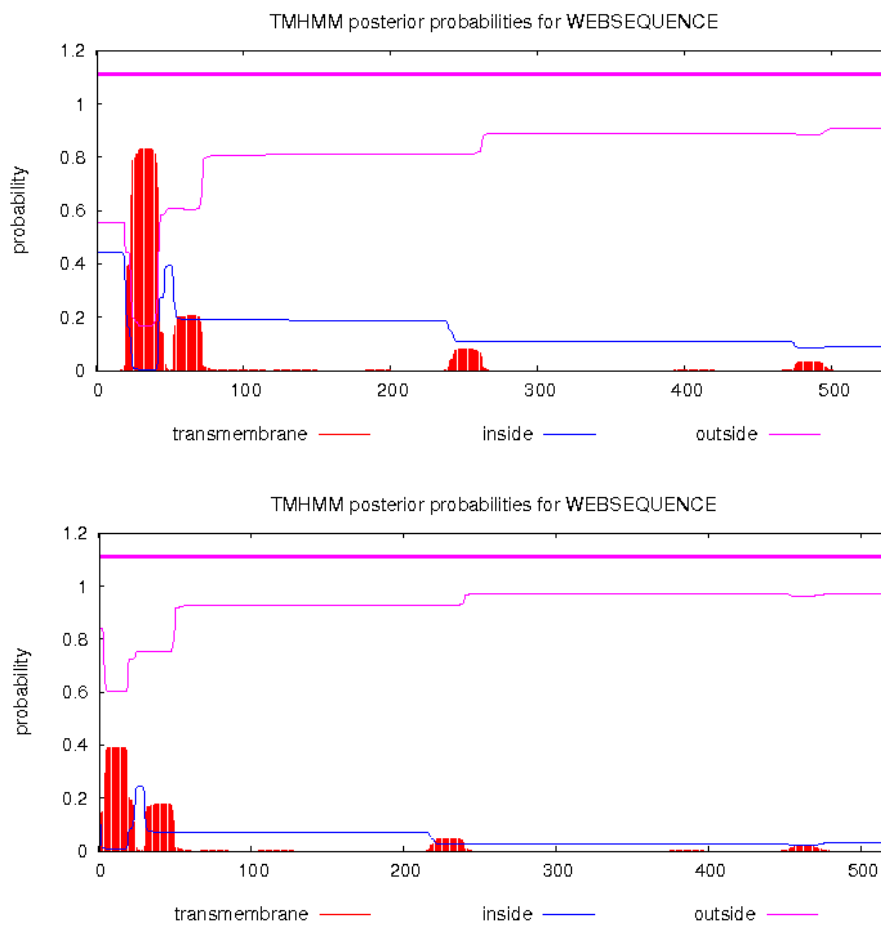 TMHMM posterior probabilities for WEBSEQUENCE
1.2
1
0.8
0.6
0.4
0.2
0
probability
0 100 200 300 400 500
transmembrane inside outside
TMHMM posterior probabilities for WEBSEQUENCE
1.2
1
0.8
0.6
0.4
0.2
0
probability
0 100 200 300 400 500
transmembrane inside outside